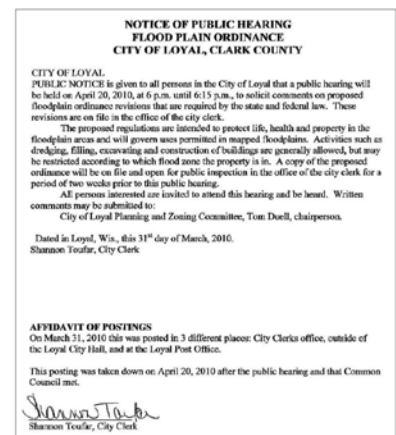 NOTICE OF PUBLIC HEARING
FLOOD PLAIN ORDINANCE
CITY OF LOYAL, CLARK COUNTY
CITY OF LOYAL
PUBLIC NOTICE is given to all persons in the City of Loyal that a public hearing will
be held on April 20, 2010, at 6 p.m. until 6:15 p.m., to solicit comments on proposed
floodplain ordinance revisions that are required by the state and federal law. These
revisions are on file in the office of the city clerk.
The proposed regulations are intended to protect life, health and property in the
floodplain areas and will govern uses permitted in mapped floodplains. Activities such as
dredging, filling, excavating and construction of buildings are generally allowed, but may
be restricted according to which flood zone the property is in. A copy of the proposed
ordinance will be on file and open for public inspection in the office of the city clerk for a
period of two weeks prior to this public hearing.
All persons interested are invited to attend this hearing and be heard. Written
comments may be submitted to:
City of Loyal Planning and Zoning Committee, Tom Duell, chairperson.
Dated in Loyal, Wis., this 31st day of March, 2010.
Shannon Toufar, City Clerk
AFFIDAVIT OF POSTINGS
On March 31, 2010 this was posted in 3 different places: City Clerks office, outside of
the Loyal City Hall, and at the Loyal Post Office.
This posting was taken down on April 20, 2010 after the public hearing and that Common
Council met.
Shannon Toufar
Shannon Toufar, City Clerk